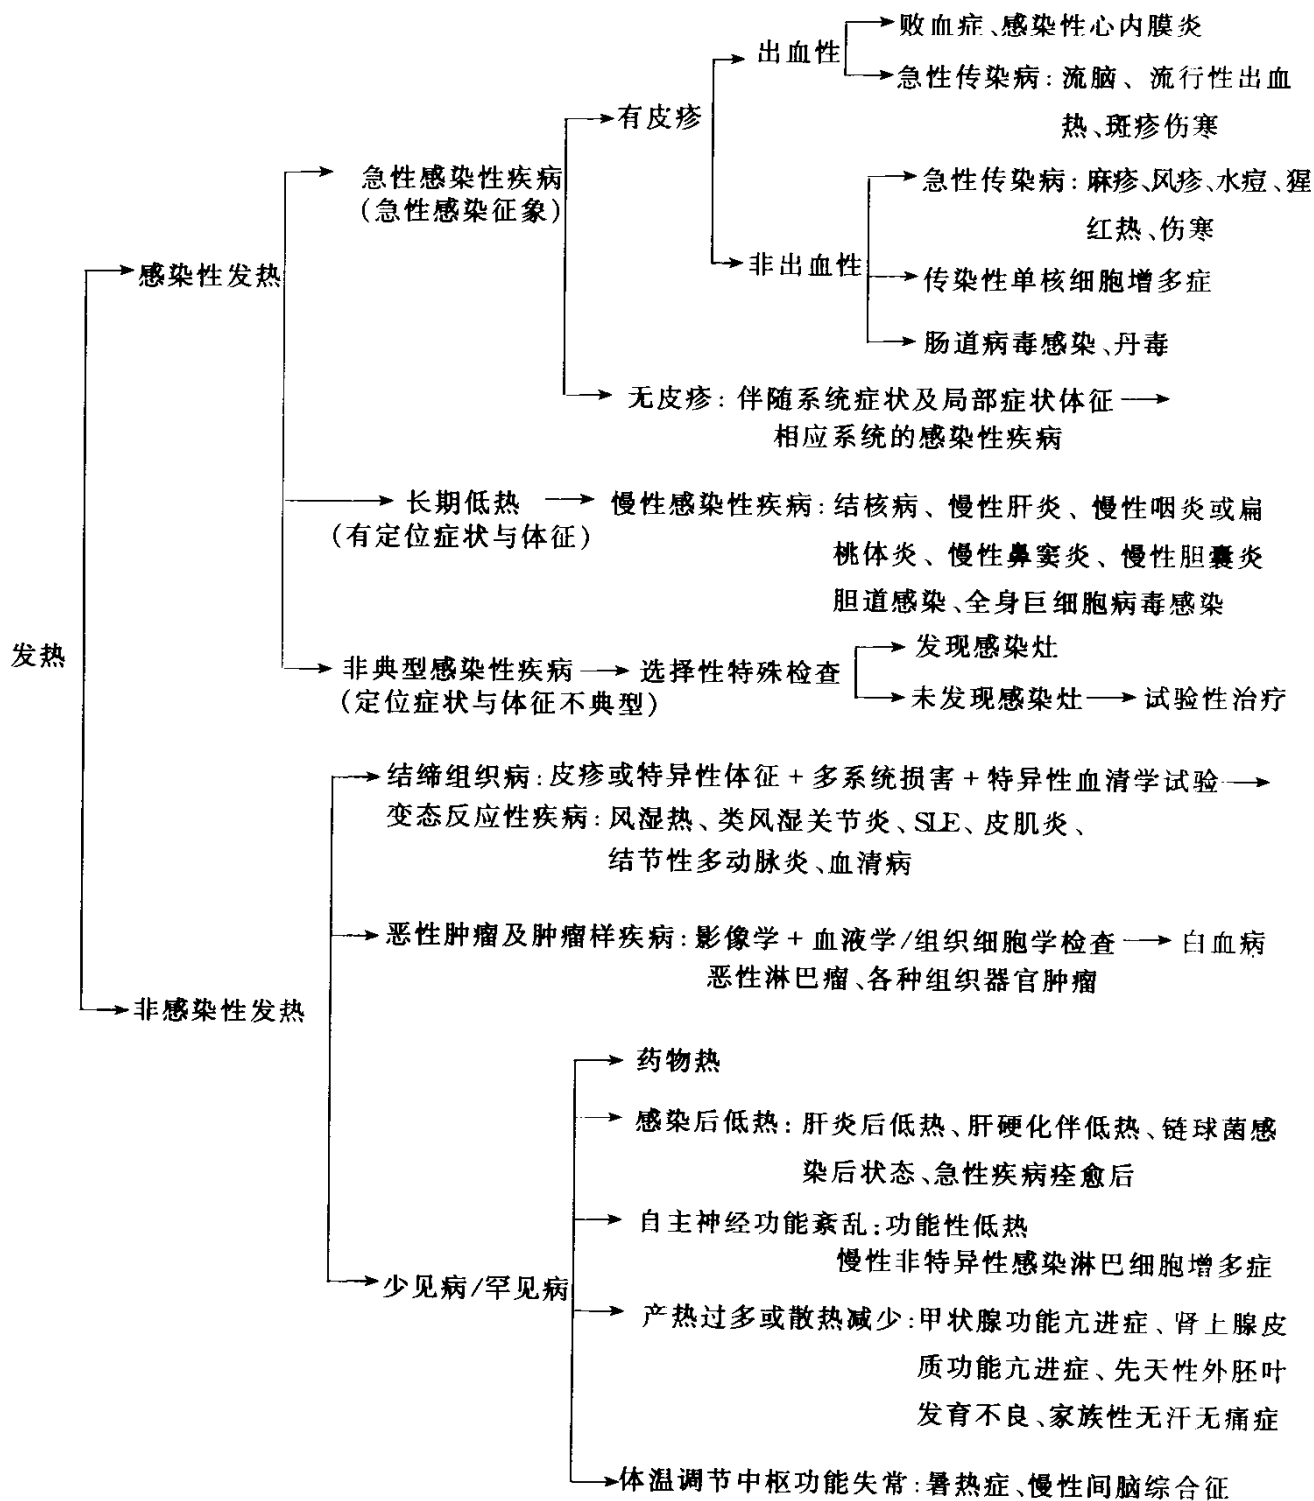 败血症、感染性心内膜炎
出血性
急性传染病：流脑、流行性出血
热、斑疹伤寒
有皮疹
急性感染性疾病
(急性感染征象)
急性传染病：麻疹、风疹、水痘、猩
红热、伤寒
非出血性
感染性发热
传染性单核细胞增多症
肠道病毒感染、丹毒
无皮疹：伴随系统症状及局部症状体征
相应系统的感染性疾病
长期低热
(有定位症状与体征)
慢性感染性疾病：结核病、慢性肝炎、慢性咽炎或扁
桃体炎、慢性鼻窦炎、慢性胆囊炎
胆道感染、全身巨细胞病毒感染
发热
非典型感染性疾病
(定位症状与体征不典型)
选择性特殊检查
发现感染灶
未发现感染灶
试验性治疗
结缔组织病：皮疹或特异性体征+多系统损害+特异性血清学试验
变态反应性疾病：风湿热、类风湿关节炎、SLE、皮肌炎、
结节性多动脉炎、血清病
恶性肿瘤及肿瘤样疾病：影像学+血液学/组织细胞学检查
白血病
恶性淋巴瘤、各种组织器官肿瘤
非感染性发热
药物热
感染后低热：肝炎后低热、肝硬化伴低热、链球菌感
染后状态、急性疾病痊愈后
自主神经功能紊乱：功能性低热
慢性非特异性感染淋巴细胞增多症
少见病/罕见病
产热过多或散热减少：甲状腺功能亢进症、肾上腺皮
质功能亢进症、先天性外胚叶
发育不良、家族性无汗无痛症
体温调节中枢功能失常：暑热症、慢性间脑综合征